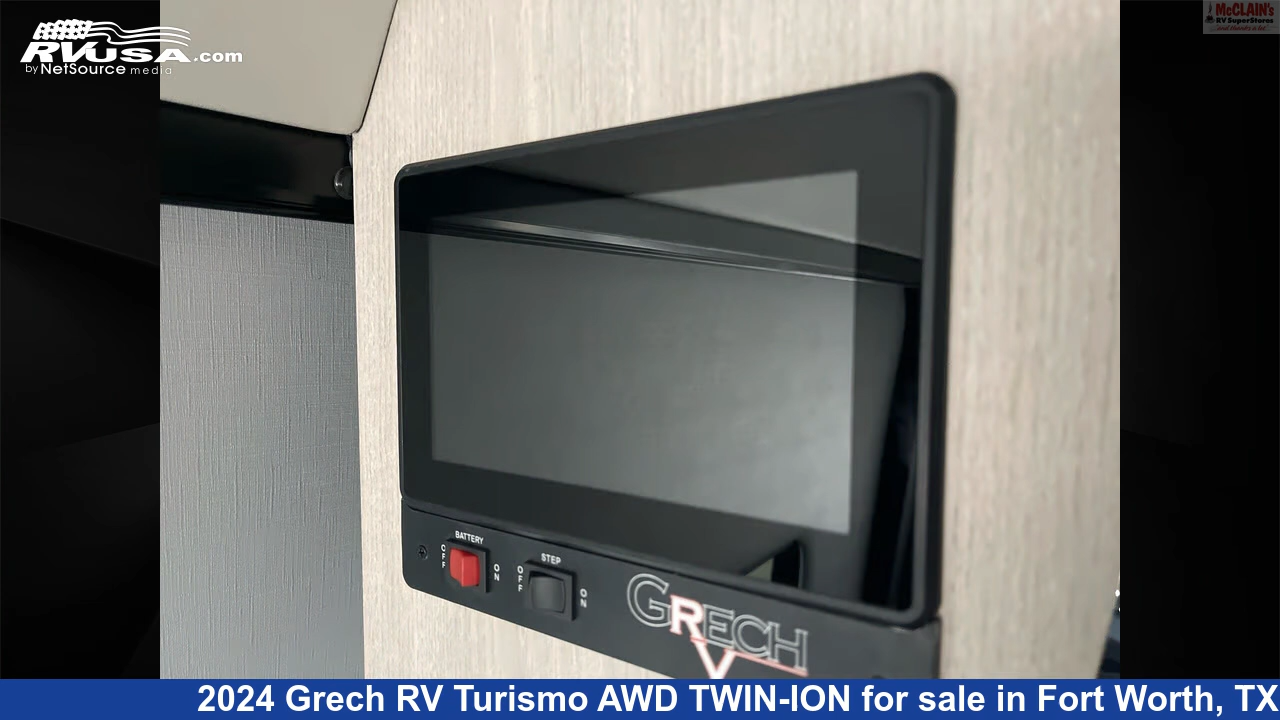 RVUSA.com
by NetSource media
McCLAIN'S
RV SuperStores
BATTERY
OFF
ON
STEP
OFF
ON
GRECH
RV
2024 Grech RV Turismo AWD TWIN-ION for sale in Fort Worth, TX